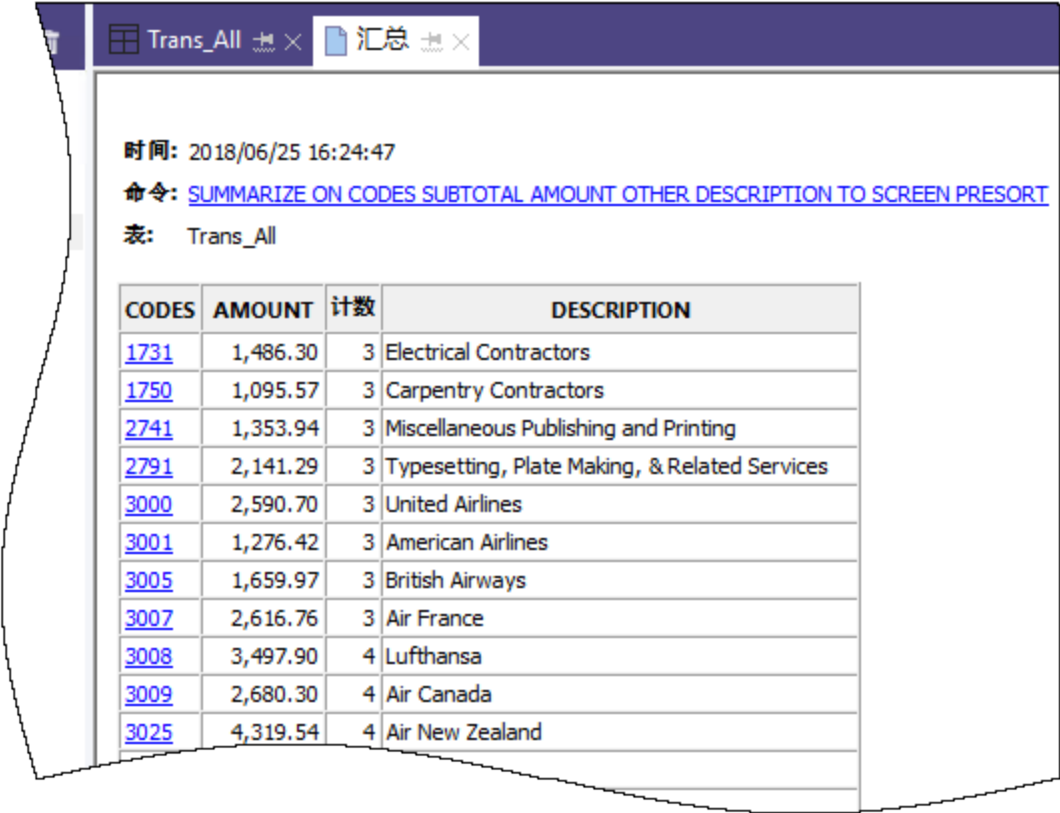 Trans_All 汇总
时间: 2018/06/25 16:24:47
命令: SUMMARIZE ON CODES SUBTOTAL AMOUNT OTHER DESCRIPTION TO SCREEN PRESORT
表: Trans_All
CODES AMOUNT 计数 DESCRIPTION
1731 1,486.30 3 Electrical Contractors
1750 1,095.57 3 Carpentry Contractors
2741 1,353.94 3 Miscellaneous Publishing and Printing
2791 2,141.29 3 Typesetting, Plate Making, & Related Services
3000 2,590.70 3 United Airlines
3001 1,276.42 3 American Airlines
3005 1,659.97 3 British Airways
3007 2,616.76 3 Air France
3008 3,497.90 4 Lufthansa
3009 2,680.30 4 Air Canada
3025 4,319.54 4 Air New Zealand